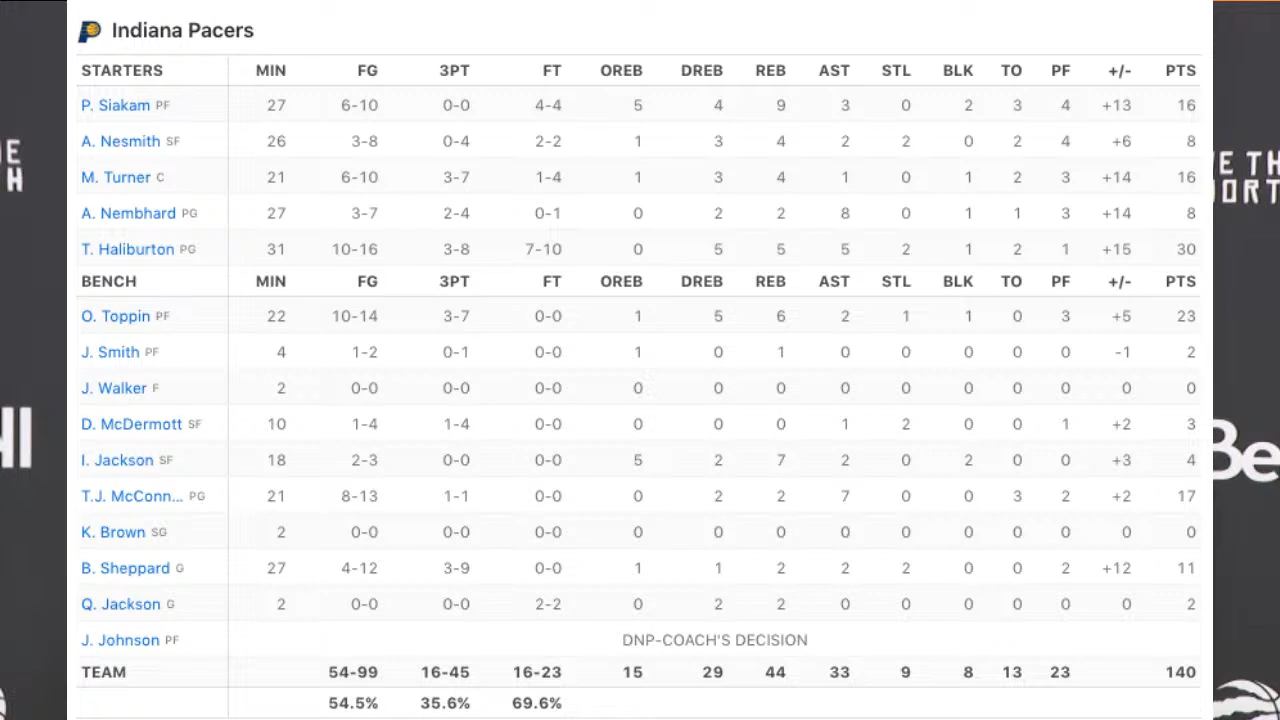 Indiana Pacers
STARTERS MIN FG 3PT FT OREB DREB REB AST STL BLK TO PF +/- PTS
P. Siakam PF 27 6-10 0-0 4-4 5 4 9 3 0 2 3 4 +13 16
A. Nesmith SF 26 3-8 0-4 2-2 1 3 4 2 2 0 2 4 +6 8
M. Turner C 21 6-10 3-7 1-4 1 3 4 1 0 1 2 3 +14 16
A. Nembhard PG 27 3-7 2-4 0-1 0 2 2 8 0 1 1 3 +14 8
T. Haliburton PG 31 10-16 3-8 7-10 0 5 5 5 2 1 2 1 +15 30
BENCH MIN FG 3PT FT OREB DREB REB AST STL BLK TO PF +/- PTS
O. Toppin PF 22 10-14 3-7 0-0 1 5 6 2 1 1 0 3 +5 23
J. Smith PF 4 1-2 0-1 0-0 1 0 1 0 0 0 0 0 -1 2
J. Walker F 2 0-0 0-0 0-0 0 0 0 0 0 0 0 0 0 0
D. McDermott SF 10 1-4 1-4 0-0 0 0 0 1 2 0 0 1 +2 3
I. Jackson SF 18 2-3 0-0 0-0 5 2 7 2 0 2 0 0 +3 4
T.J. McConn... PG 21 8-13 1-1 0-0 0 2 2 7 0 0 3 2 +2 17
K. Brown SG 2 0-0 0-0 0-0 0 0 0 0 0 0 0 0 0 0
B. Sheppard G 27 4-12 3-9 0-0 1 1 2 2 2 0 0 2 +12 11
Q. Jackson G 2 0-0 0-0 2-2 0 2 2 0 0 0 0 0 0 2
J. Johnson PF DNP-COACH'S DECISION
TEAM 54-99 16-45 16-23 15 29 44 33 9 8 13 23 140
54.5% 35.6% 69.6%